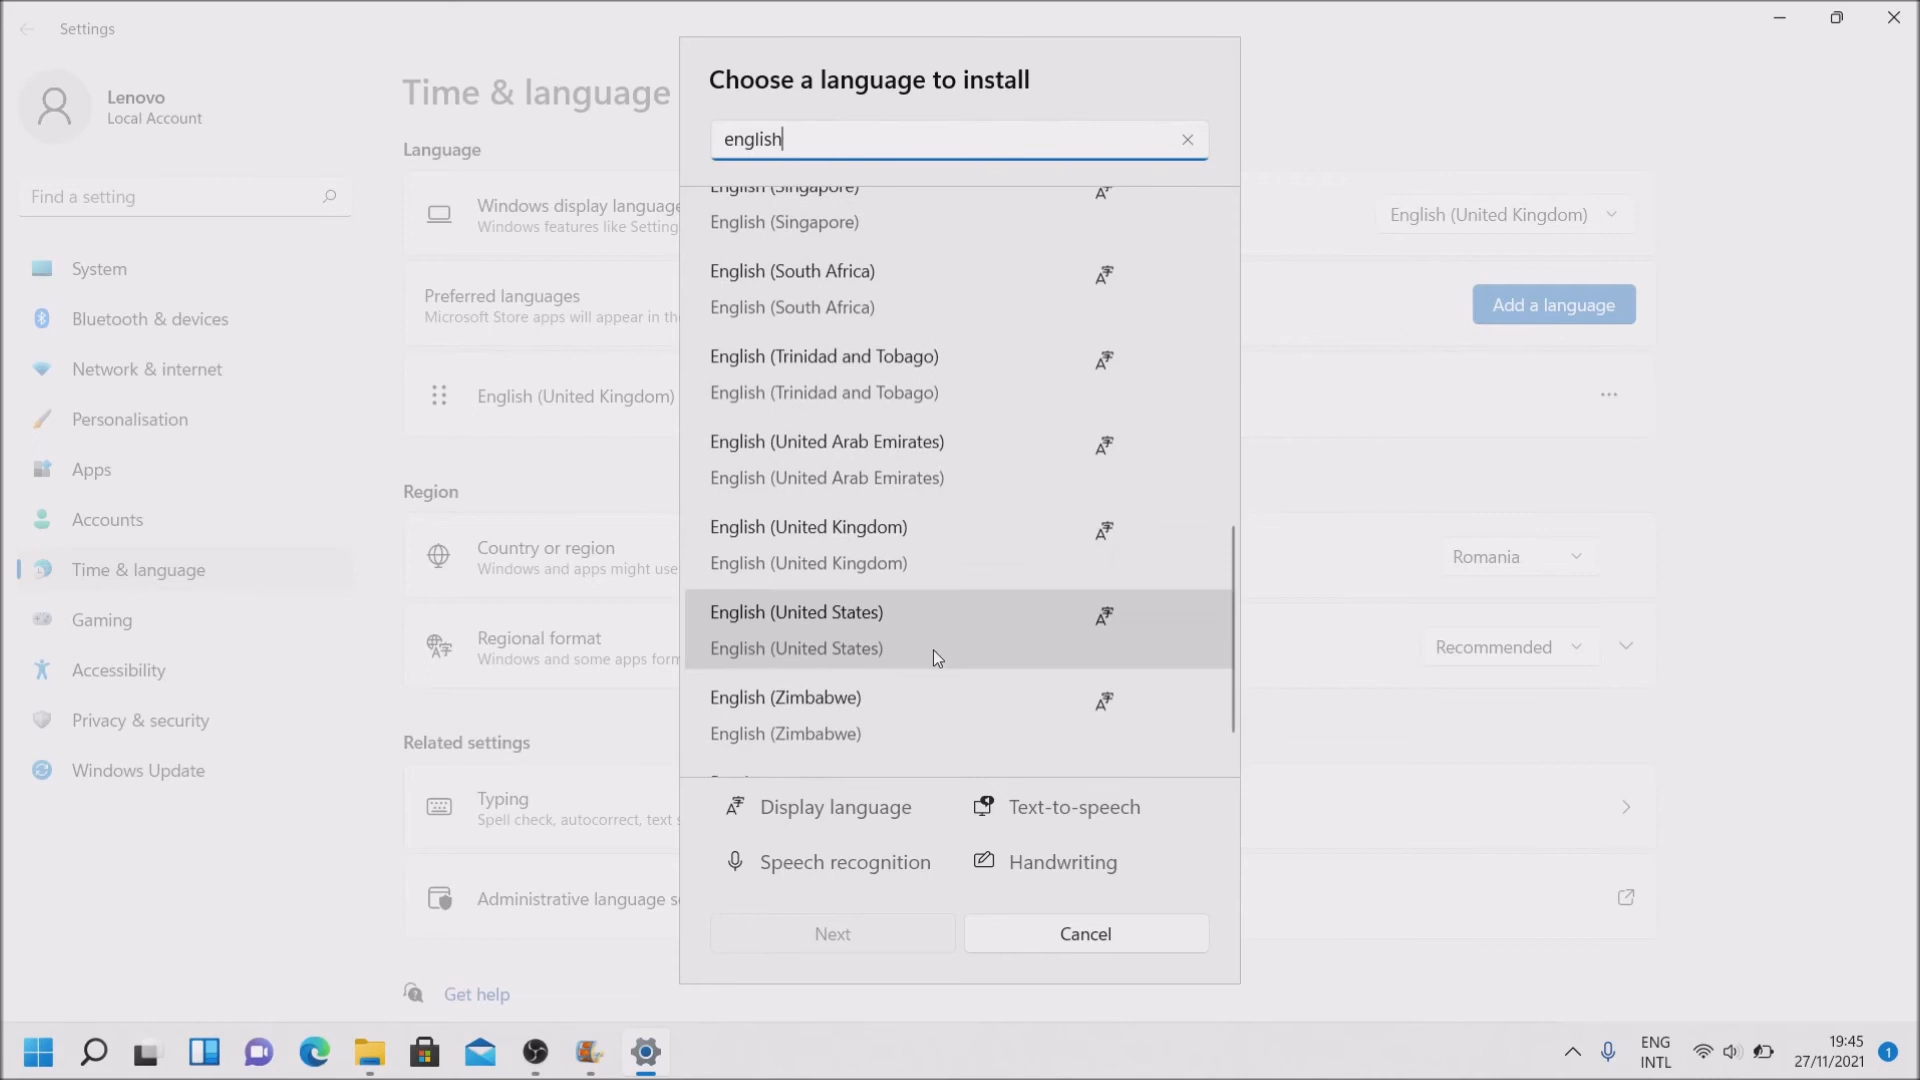 Settings
Lenovo
Local Account
Find a setting
System
Bluetooth & devices
Network & internet
Personalisation
Apps
Accounts
Time & language
Gaming
Accessibility
Privacy & security
Windows Update
Time & language
Language
Windows display language
Windows features like Setting
English (United Kingdom)
Preferred languages
Microsoft Store apps will appear in the
Add a language
English (United Kingdom)
Region
Country or region
Windows and apps might use
Romania
Regional format
Windows and some apps form
Recommended
Related settings
Typing
Spell check, autocorrect, text s
Administrative language s
Get help
Choose a language to install
english
English (Singapore)
English (Singapore)
English (South Africa)
English (South Africa)
English (Trinidad and Tobago)
English (Trinidad and Tobago)
English (United Arab Emirates)
English (United Arab Emirates)
English (United Kingdom)
English (United Kingdom)
English (United States)
English (United States)
English (Zimbabwe)
English (Zimbabwe)
Display language
Text-to-speech
Speech recognition
Handwriting
Next
Cancel
ENG
INTL
19:45
27/11/2021
1